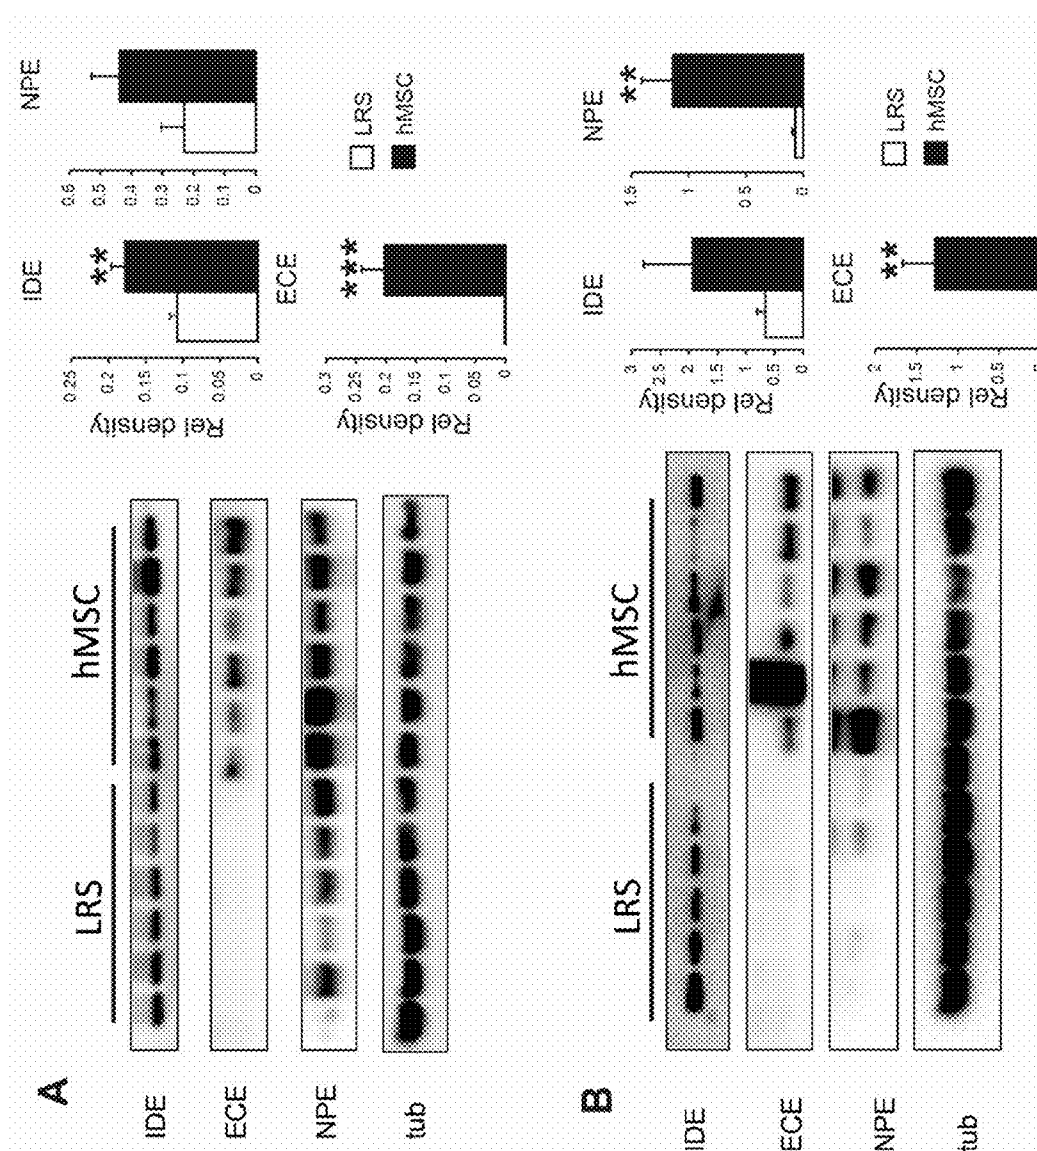 A
LRS
hMSC
IDE
ECE
NPE
tub
IDE
**
Rel density
0.25
0.2
0.15
0.1
0.05
0
NPE
0.6
0.5
0.4
0.3
0.2
0.1
0
ECE
***
Rel density
0.3
0.25
0.2
0.15
0.1
0.05
0
LRS
hMSC
B
LRS
hMSC
IDE
ECE
NPE
tub
IDE
Rel density
3
2.5
2
1.5
1
0.5
0
NPE
**
1.5
1
0.5
0
ECE
**
Rel density
2
1.5
1
0.5
0
LRS
hMSC